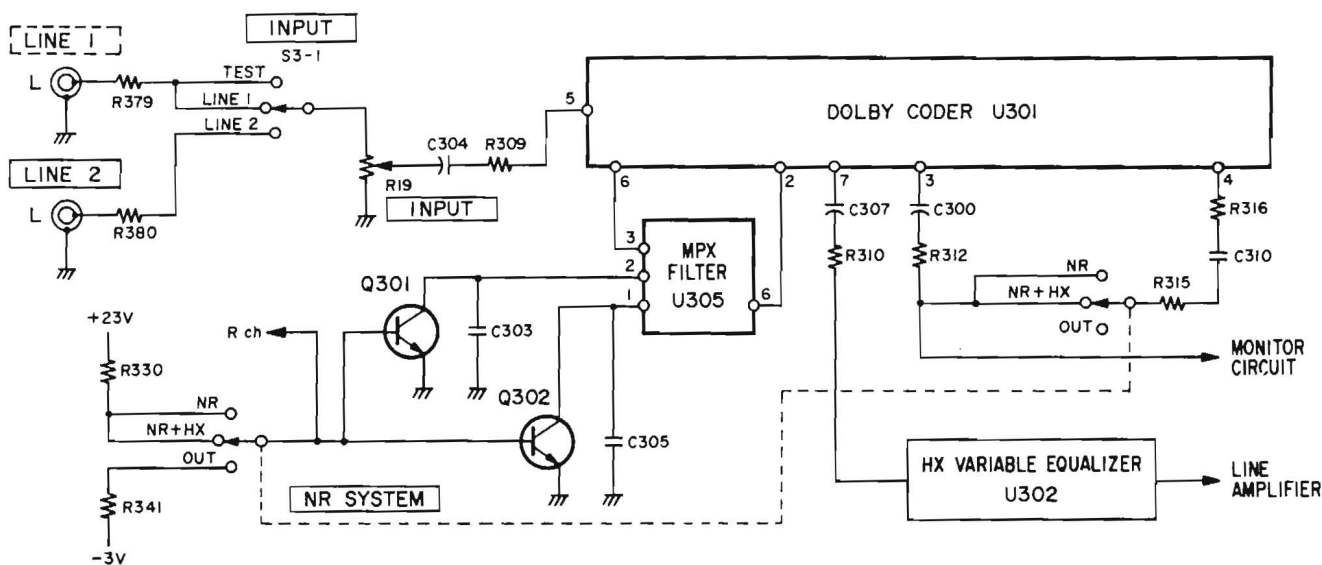 LINE 1
INPUT
S3-1
L
R379
TEST
LINE 1
LINE 2
LINE 2
L
R380
R19
INPUT
C304
R309
5
DOLBY CODER U301
6
2
7
3
4
C307
R310
C300
R312
R316
C310
R315
NR
NR+HX
OUT
MONITOR
CIRCUIT
3
2
1
MPX
FILTER
U305
6
Q301
C303
R ch
Q302
C305
+23V
R330
NR
NR+HX
OUT
R341
-3V
NR SYSTEM
HX VARIABLE EQUALIZER
U302
LINE
AMPLIFIER